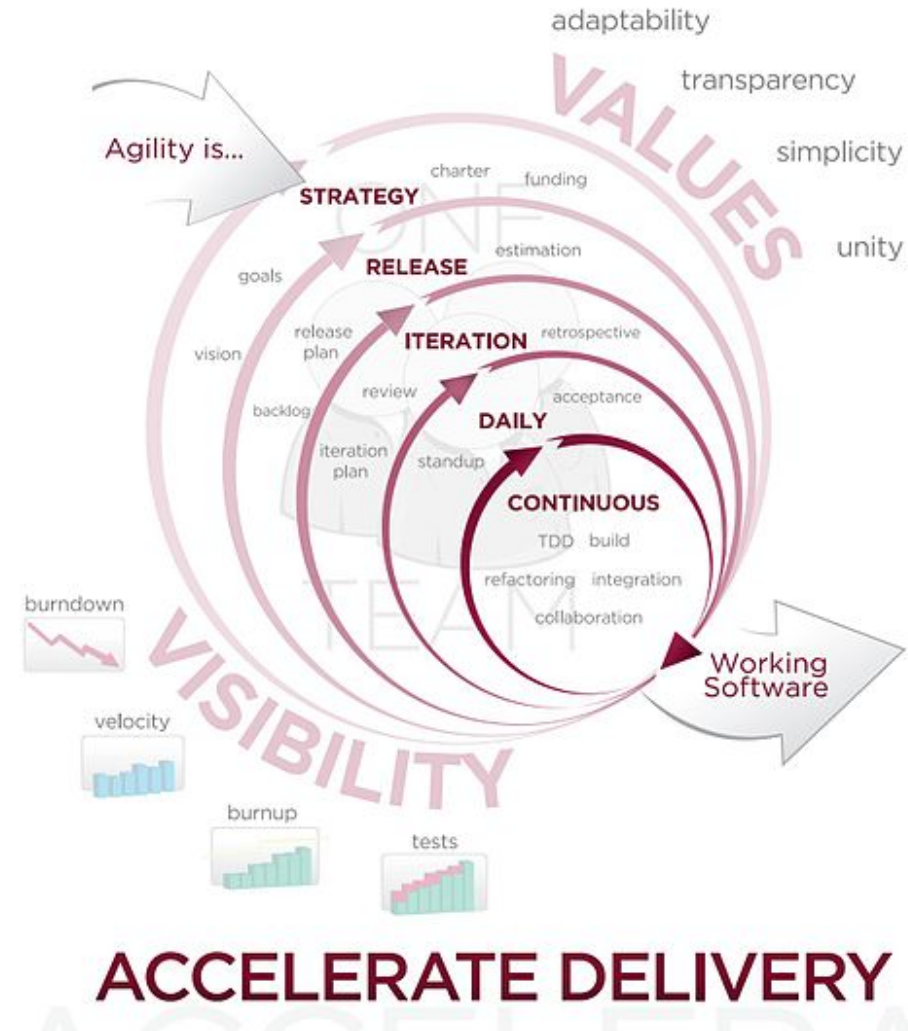 adaptability
transparency
VALUES
simplicity
unity
Agility is...
STRATEGY
charter
funding
ONE
RELEASE
estimation
goals
vision
release
plan
ITERATION
retrospective
backlog
review
acceptance
DAILY
iteration
plan
standup
CONTINUOUS
TDD build
refactoring integration
collaboration
TEAM
Working
Software
VISIBILITY
burndown
velocity
burnup
tests
ACCELERATE DELIVERY